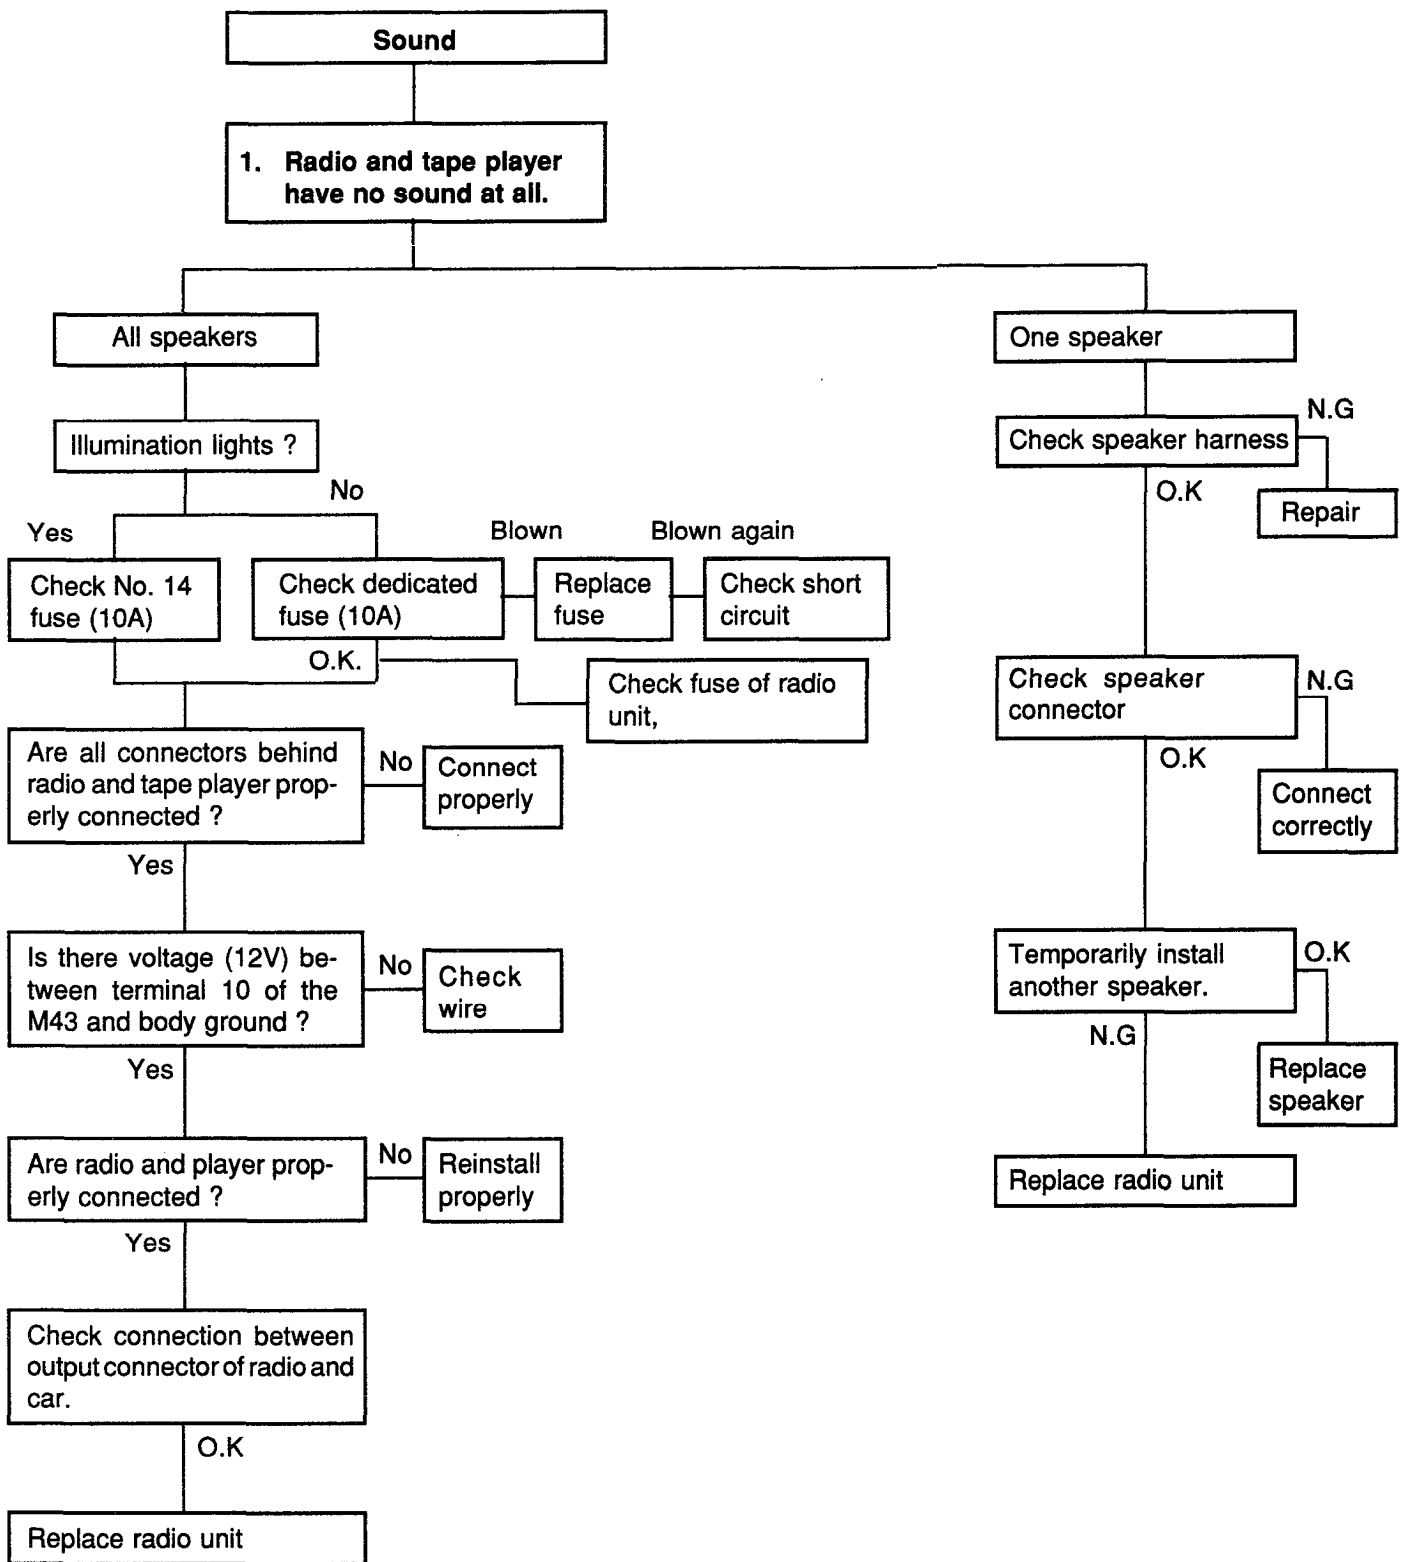 Sound
1. Radio and tape player
have no sound at all.
All speakers
Illumination lights ?
Yes
No
Check No. 14
fuse (10A)
Check dedicated
fuse (10A)
Blown
Replace
fuse
Blown again
Check short
circuit
O.K.
Check fuse of radio
unit,
Are all connectors behind
radio and tape player prop-
erly connected ?
No
Connect
properly
Yes
Is there voltage (12V) be-
tween terminal 10 of the
M43 and body ground ?
No
Check
wire
Yes
Are radio and player prop-
erly connected ?
No
Reinstall
properly
Yes
Check connection between
output connector of radio and
car.
O.K
Replace radio unit
One speaker
Check speaker harness
N.G
Repair
O.K
Check speaker
connector
N.G
Connect
correctly
O.K
Temporarily install
another speaker.
O.K
Replace
speaker
N.G
Replace radio unit